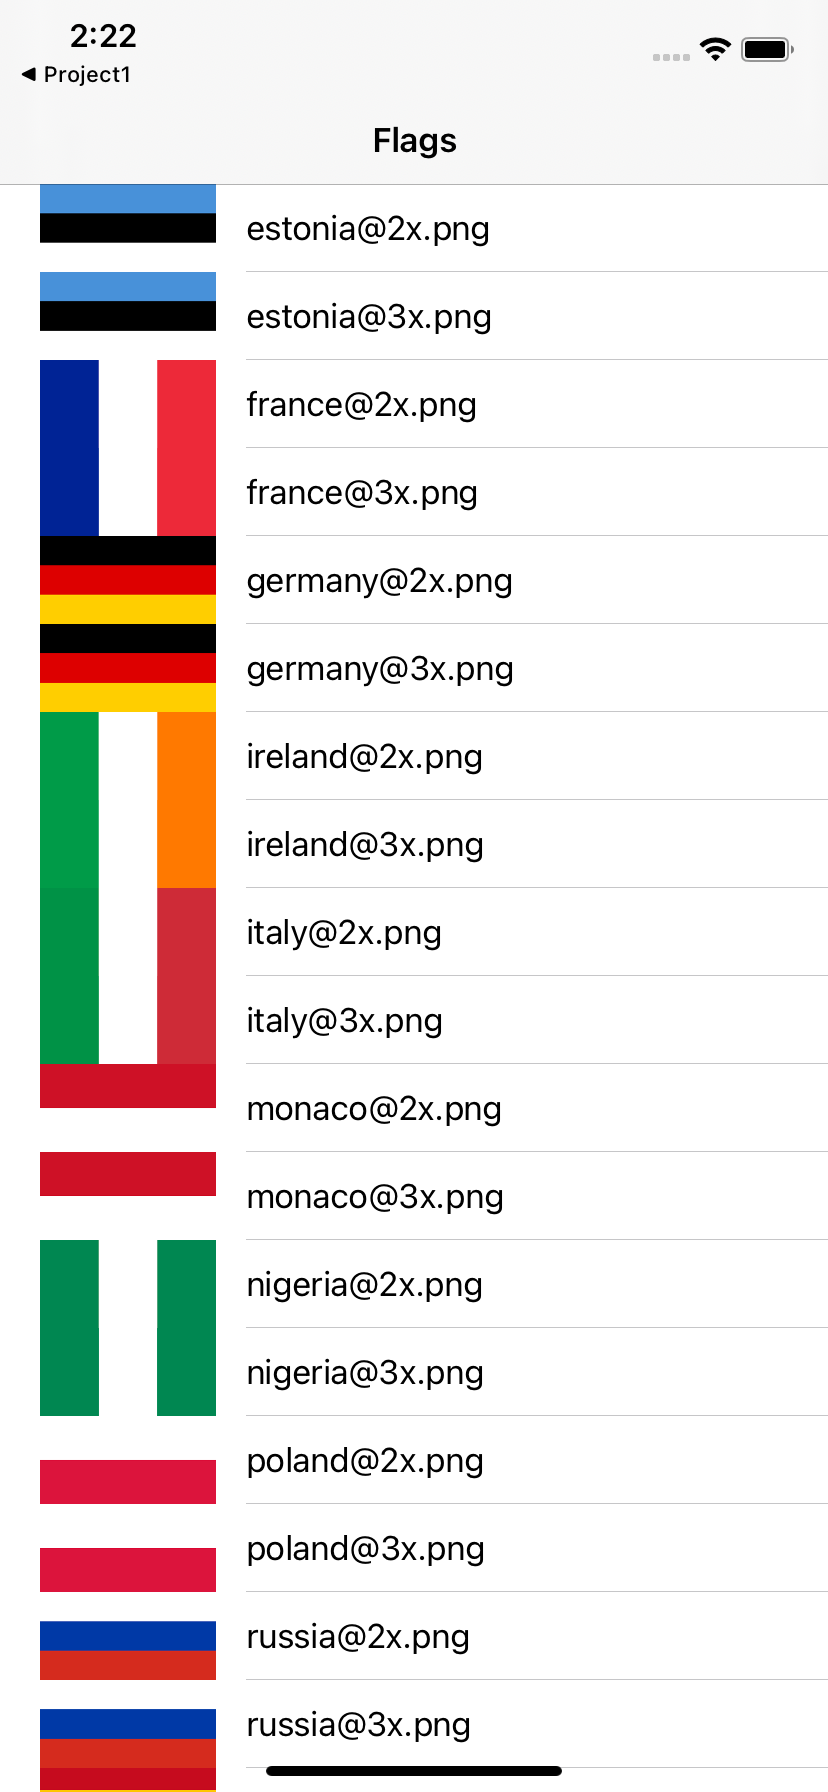 2:22
◀ Project1
Flags
estonia@2x.png
estonia@3x.png
france@2x.png
france@3x.png
germany@2x.png
germany@3x.png
ireland@2x.png
ireland@3x.png
italy@2x.png
italy@3x.png
monaco@2x.png
monaco@3x.png
nigeria@2x.png
nigeria@3x.png
poland@2x.png
poland@3x.png
russia@2x.png
russia@3x.png